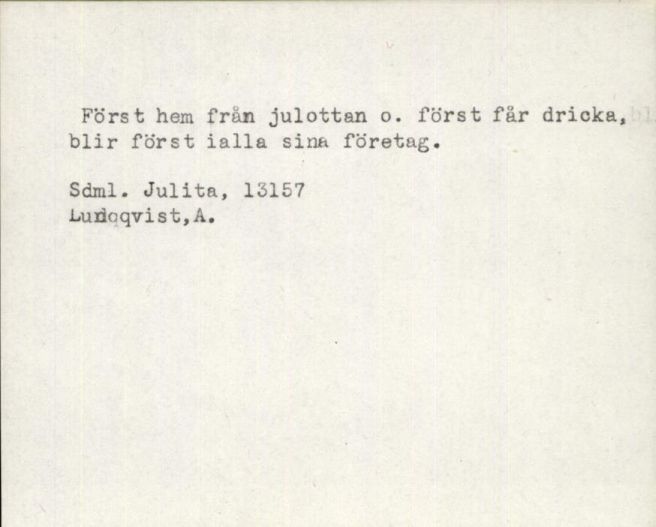 Först hem från julottan o. först får dricka,
blir först ialla sina företag.
Sdml. Julita, 13157
Lundqvist,A.